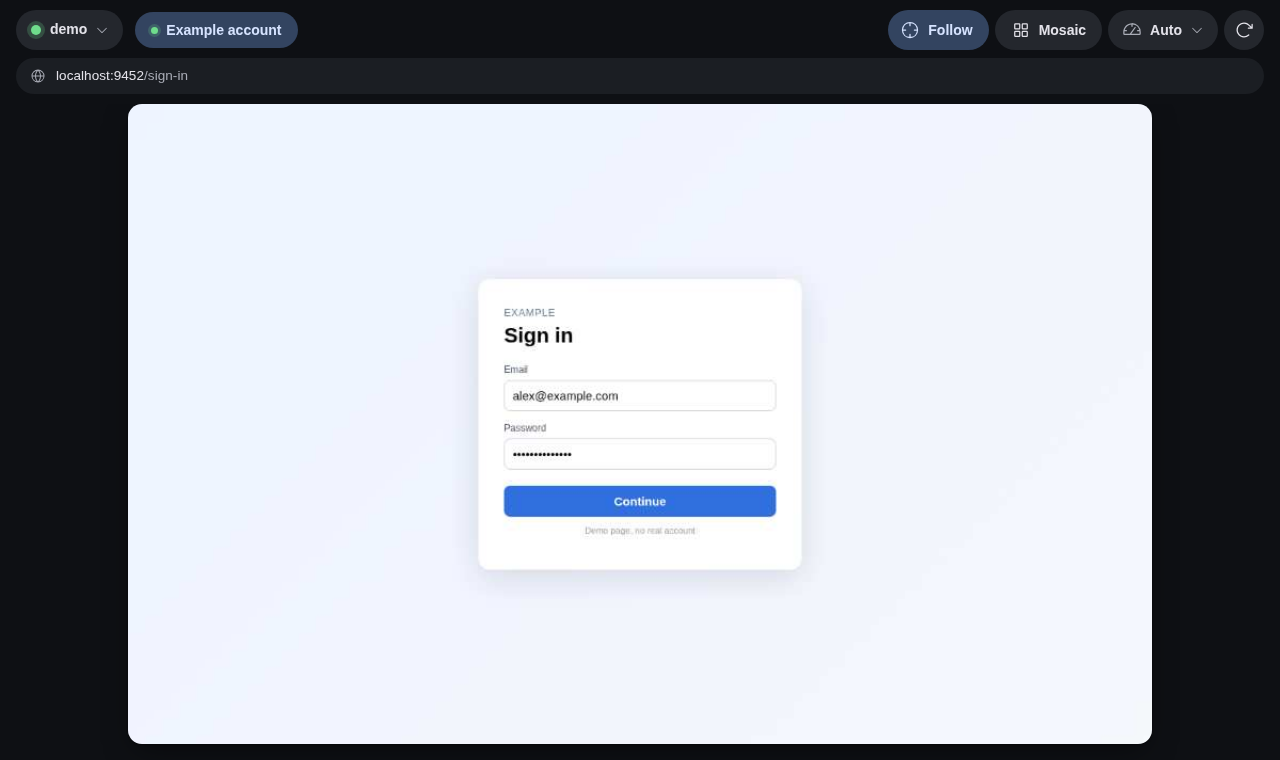 demo
Example account
Follow
Mosaic
Auto
localhost:9452/sign-in
EXAMPLE
Sign in
Email
alex@example.com
Password
••••••••••••••
Continue
Demo page, no real account.